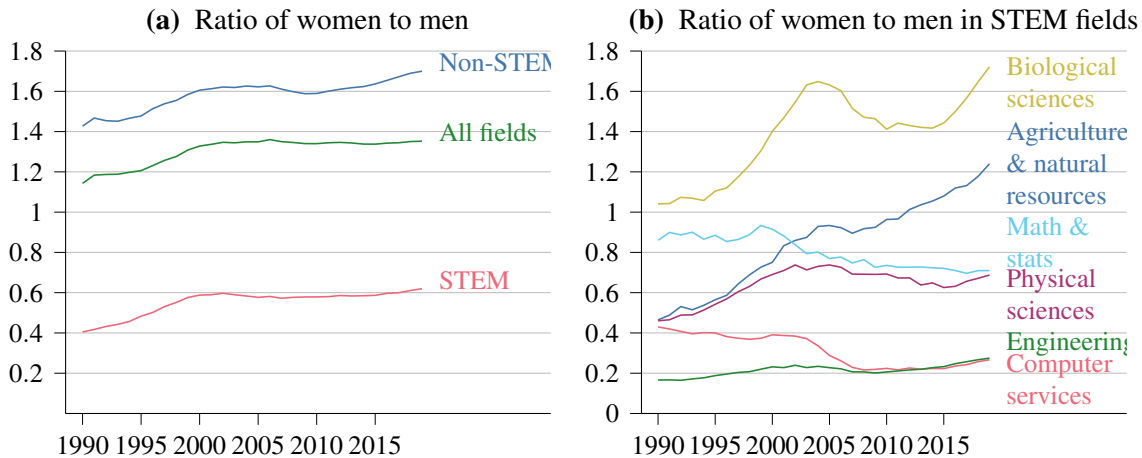 (a) Ratio of women to men
1.8
1.6
1.4
1.2
1
0.8
0.6
0.4
0.2
Non-STEM
All fields
STEM
1990 1995 2000 2005 2010 2015
(b) Ratio of women to men in STEM fields
1.8
1.6
1.4
1.2
1
0.8
0.6
0.4
0.2
0
Biological
sciences
Agriculture
& natural
resources
Math &
stats
Physical
sciences
Engineering
Computer
services
1990 1995 2000 2005 2010 2015